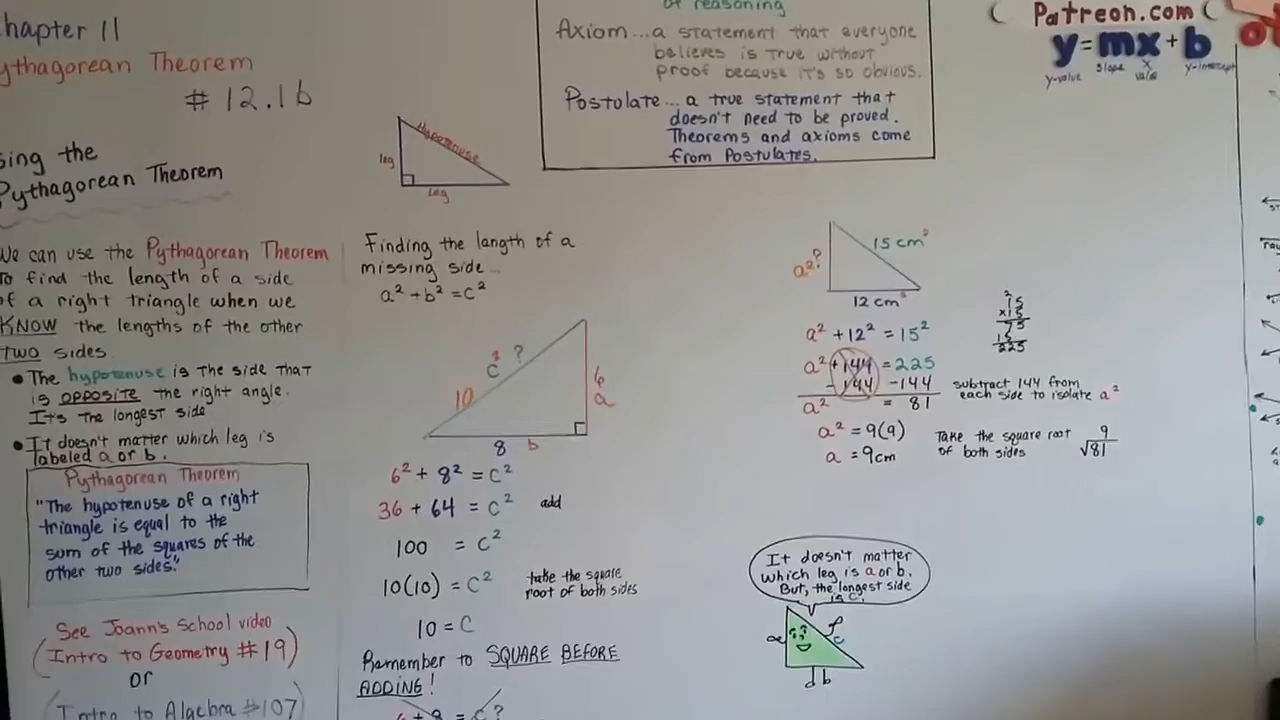 hapter 11
ythagorean Theorem
# 12.1b
sing the
Pythagorean Theorem
We can use the Pythagorean Theorem
To find the length of a side
of a right triangle when we
KNOW the lengths of the other
two sides.
• The hypotenuse is the side that
is opposite the right angle.
It's the longest side
• It doesn't matter which leg is
labeled a or b.
Pythagorean Theorem
"The hypotenuse of a right
triangle is equal to the
sum of the squares of the
other two sides."
See Joann's School video
(Intro to Geometry #19)
or
(Intro to Algebra #107)
Hypotenuse
leg
leg
Finding the length of a
missing side...
a² + b² = c²
c² ?
10
6
a
8 b
6² + 8² = c²
36 + 64 = c² add
100 = c²
10(10) = c² take the square
root of both sides
10 = c
Remember to SQUARE BEFORE
ADDING!
6 + 8 = c?
of reasoning
Axiom... a statement that everyone
believes is true without
proof because it's so obvious.
Postulate... a true statement that
doesn't need to be proved.
Theorems and axioms come
from Postulates.
a²?
15 cm²
12 cm²
a² + 12² = 15²
a² + 144 = 225
- 144 -144 subtract 144 from
each side to isolate a²
a² = 81
a² = 9(9) Take the square root
of both sides
a = 9cm
9
√81
2
15
x15
75
15
225
It doesn't matter
which leg is a or b.
But, the longest side
is c.
a
c
b
Patreon.com
y=mx+b
y-value slope x value y-intercept